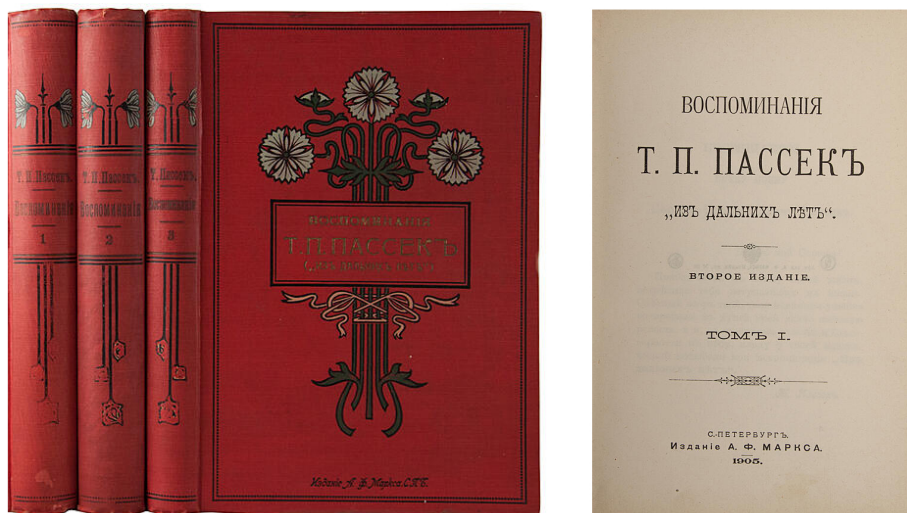 Т. П. Пассекъ.
Воспоминанія
1
Т. П. Пассекъ.
Воспоминанія
2
Т. П. Пассекъ.
Воспоминанія
3
ВОСПОМИНАНІЯ
Т. П. ПАССЕКЪ
Изданіе А. Ф. Маркса, С.П.Б.
ВОСПОМИНАНІЯ
Т. П. ПАССЕКЪ
„ИЗЪ ДАЛЬНИХЪ ЛѢТЪ“.
ВТОРОЕ ИЗДАНІЕ.
ТОМЪ I.
С.-ПЕТЕРБУРГЪ.
Изданіе А. Ф. МАРКСА.
1905.